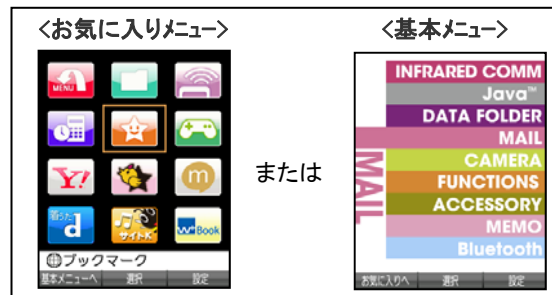 <お気に入りメニュー>
MENU
Y!
m
着うた
d
サイトK
Book
ブックマーク
基本メニューへ 選択 設定
または
<基本メニュー>
INFRARED COMM
Java™
DATA FOLDER
MAIL
CAMERA
FUNCTIONS
ACCESSORY
MEMO
Bluetooth
MAIL
お気に入りへ 選択 設定